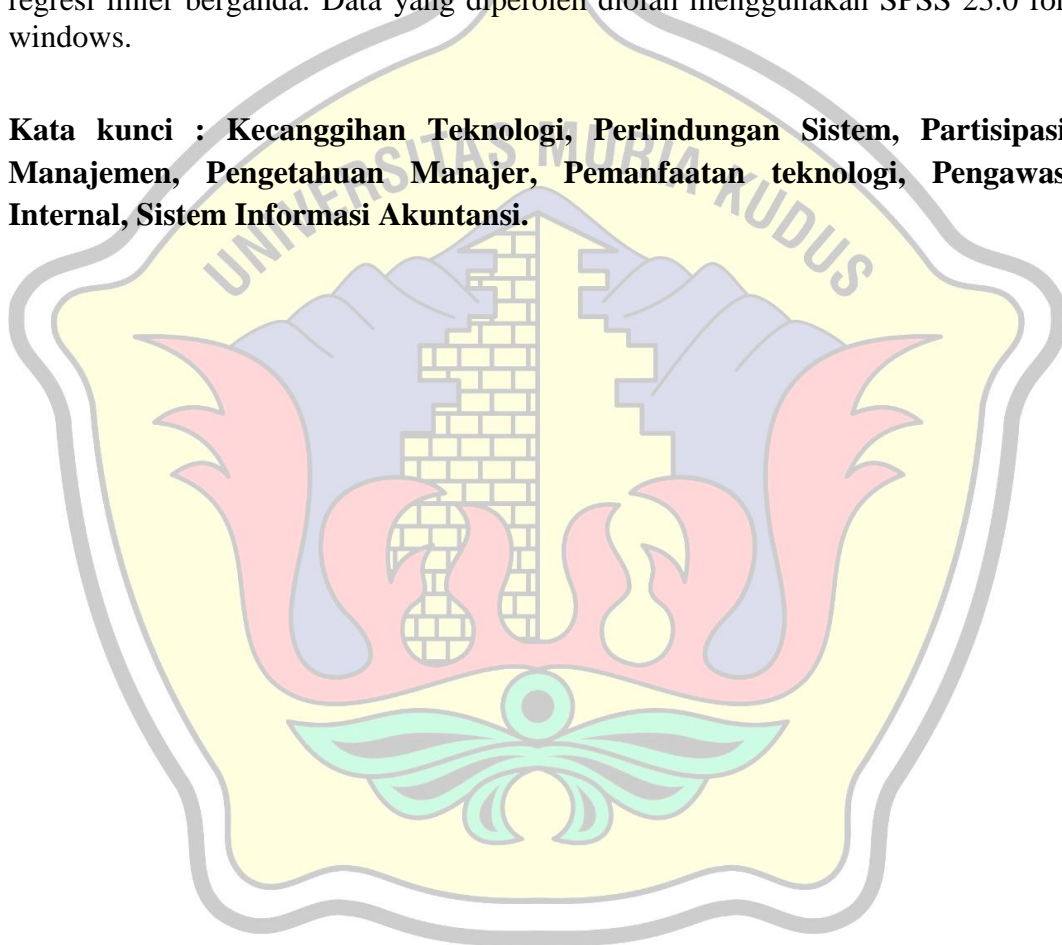 regresi linier berganda. Data yang diperoleh diolah menggunakan SPSS 25.0 for
windows.
Kata kunci : Kecanggihan Teknologi, Perlindungan Sistem, Partisipasi
Manajemen, Pengetahuan Manajer, Pemanfaatan teknologi, Pengawas
Internal, Sistem Informasi Akuntansi.
UNIVERSITAS MURIA KUDUS